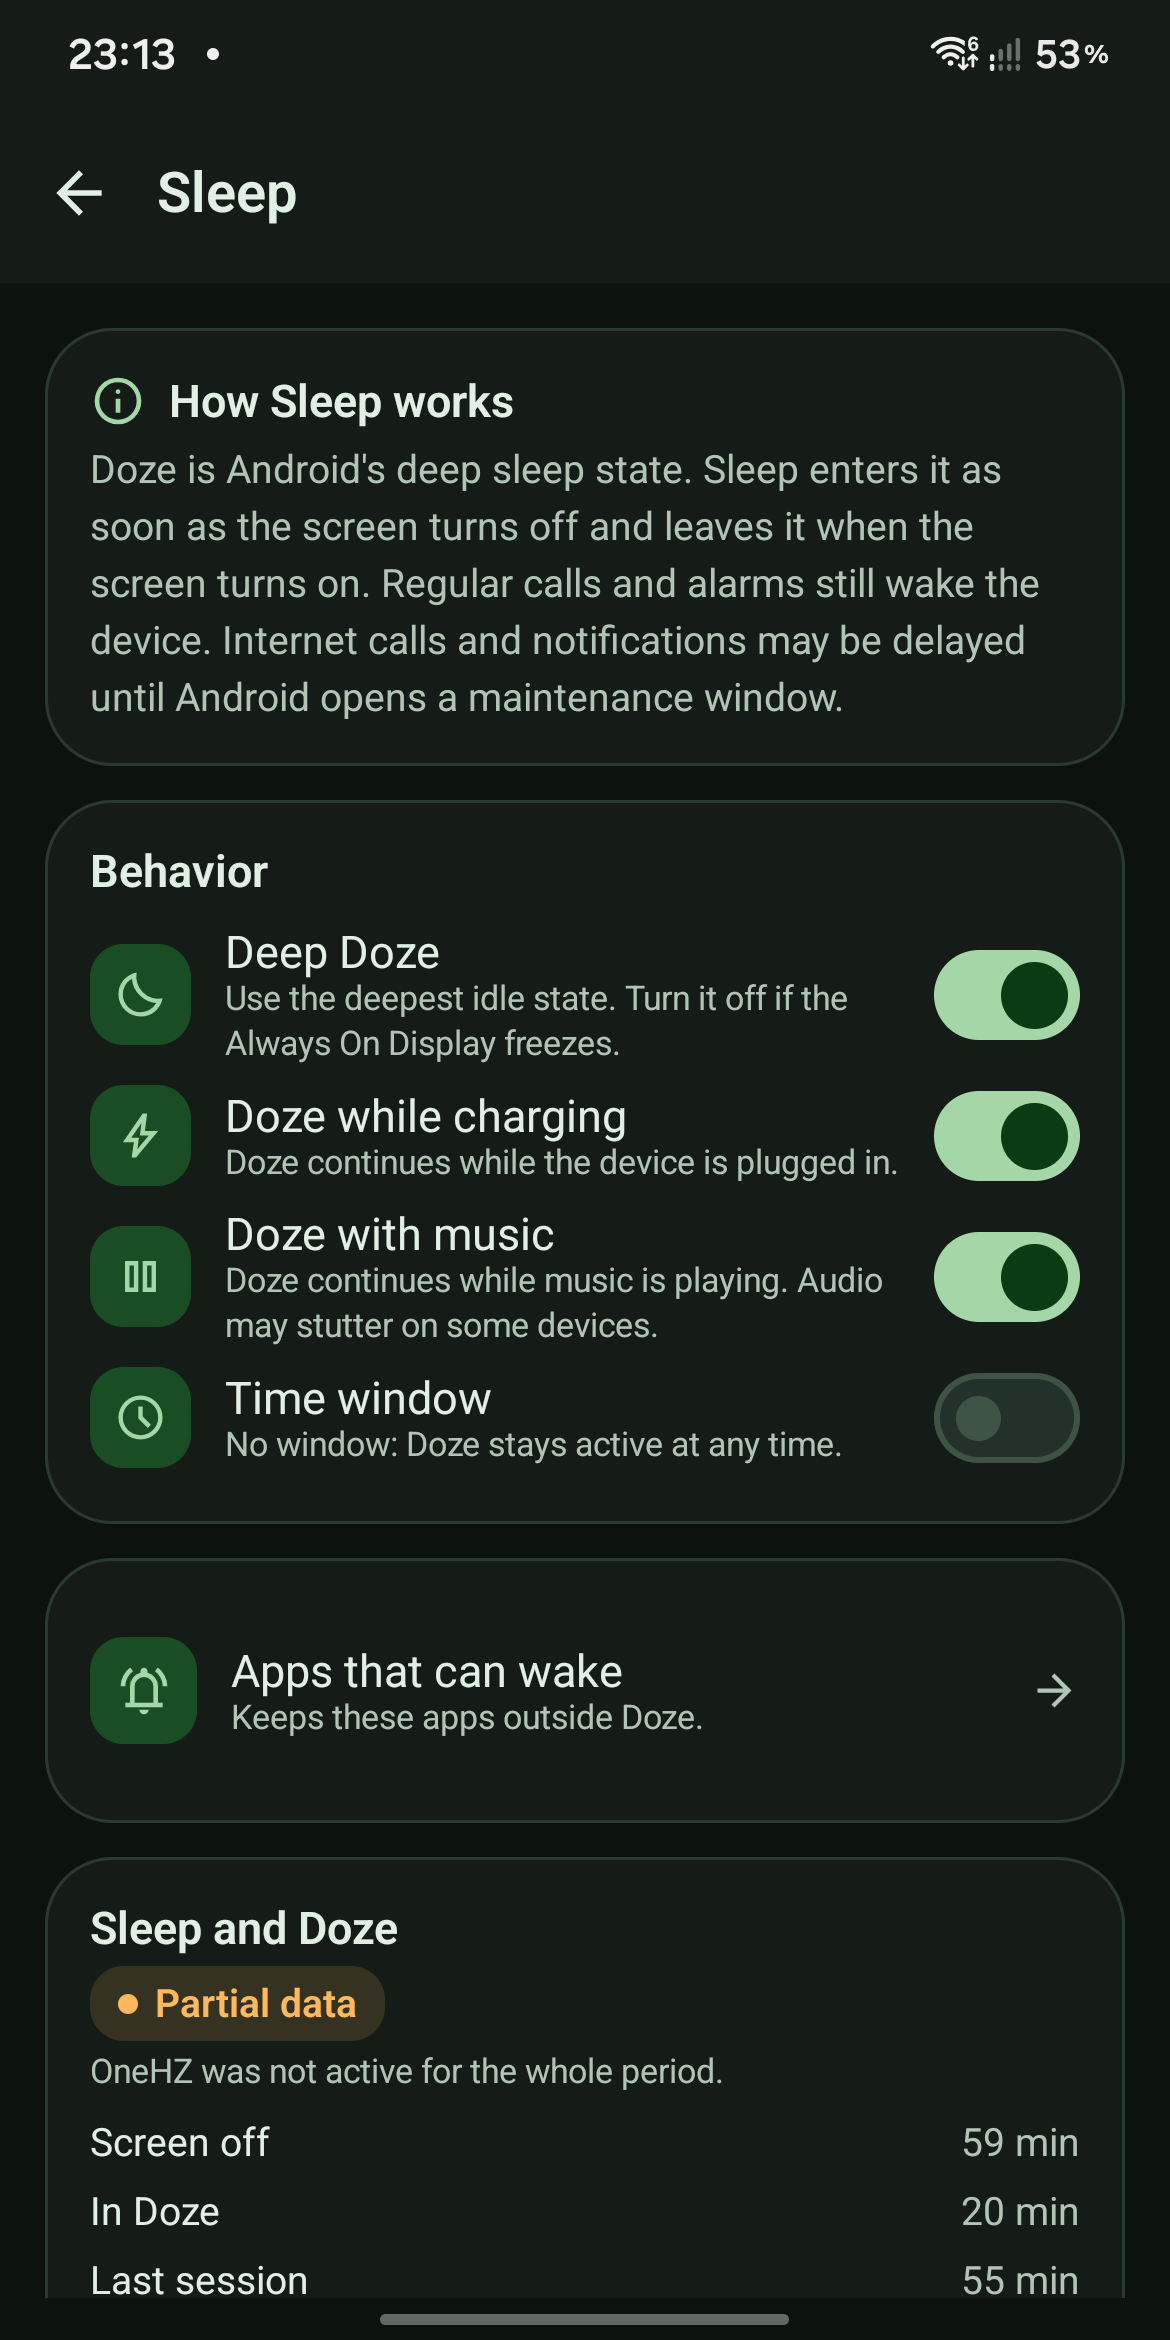 23:13
6
53%
Sleep
How Sleep works
Doze is Android's deep sleep state. Sleep enters it as
soon as the screen turns off and leaves it when the
screen turns on. Regular calls and alarms still wake the
device. Internet calls and notifications may be delayed
until Android opens a maintenance window.
Behavior
Deep Doze
Use the deepest idle state. Turn it off if the
Always On Display freezes.
Doze while charging
Doze continues while the device is plugged in.
Doze with music
Doze continues while music is playing. Audio
may stutter on some devices.
Time window
No window: Doze stays active at any time.
Apps that can wake
Keeps these apps outside Doze.
Sleep and Doze
Partial data
OneHZ was not active for the whole period.
Screen off 59 min
In Doze 20 min
Last session 55 min